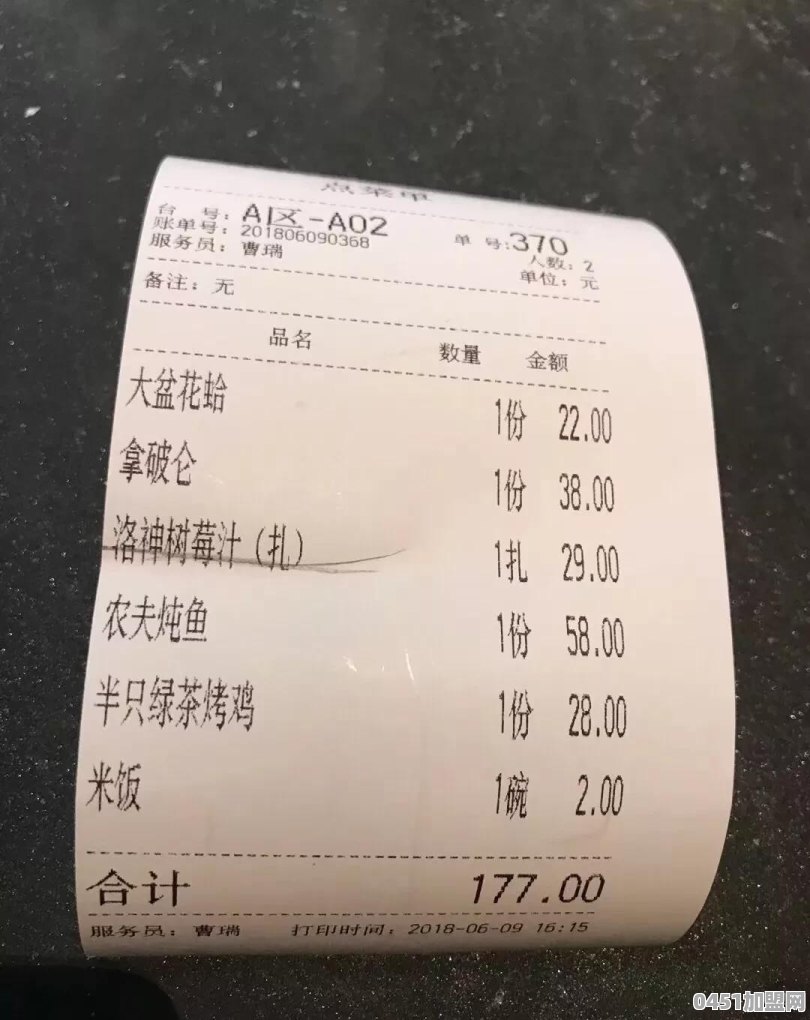 点菜单
台 号: AI区-A02 单 号:370
账单号: 201806090368 人数: 2
服务员: 曹瑞 单位: 元
备注: 无
品名 数量 金额
大盆花蛤 1份 22.00
拿破仑 1份 38.00
洛神树莓汁(扎) 1扎 29.00
农夫炖鱼 1份 58.00
半只绿茶烤鸡 1份 28.00
米饭 1碗 2.00
合计 177.00
服务员: 曹瑞 打印时间: 2018-06-09 16:15
0451加盟网